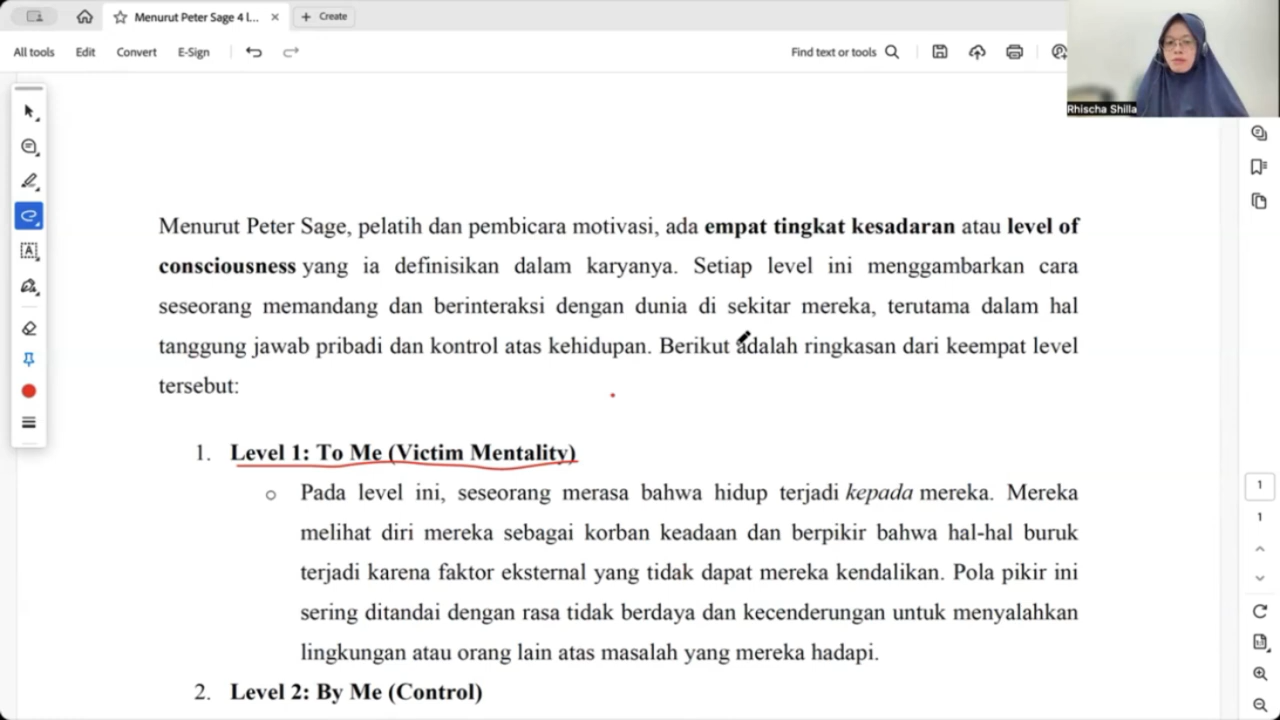 Menurut Peter Sage 4 l...
Create
All tools Edit Convert E-Sign
Find text or tools
Rhischa Shilla
Menurut Peter Sage, pelatih dan pembicara motivasi, ada empat tingkat kesadaran atau level of
consciousness yang ia definisikan dalam karyanya. Setiap level ini menggambarkan cara
seseorang memandang dan berinteraksi dengan dunia di sekitar mereka, terutama dalam hal
tanggung jawab pribadi dan kontrol atas kehidupan. Berikut adalah ringkasan dari keempat level
tersebut:
1. Level 1: To Me (Victim Mentality)
o Pada level ini, seseorang merasa bahwa hidup terjadi kepada mereka. Mereka
melihat diri mereka sebagai korban keadaan dan berpikir bahwa hal-hal buruk
terjadi karena faktor eksternal yang tidak dapat mereka kendalikan. Pola pikir ini
sering ditandai dengan rasa tidak berdaya dan kecenderungan untuk menyalahkan
lingkungan atau orang lain atas masalah yang mereka hadapi.
2. Level 2: By Me (Control)
1
1